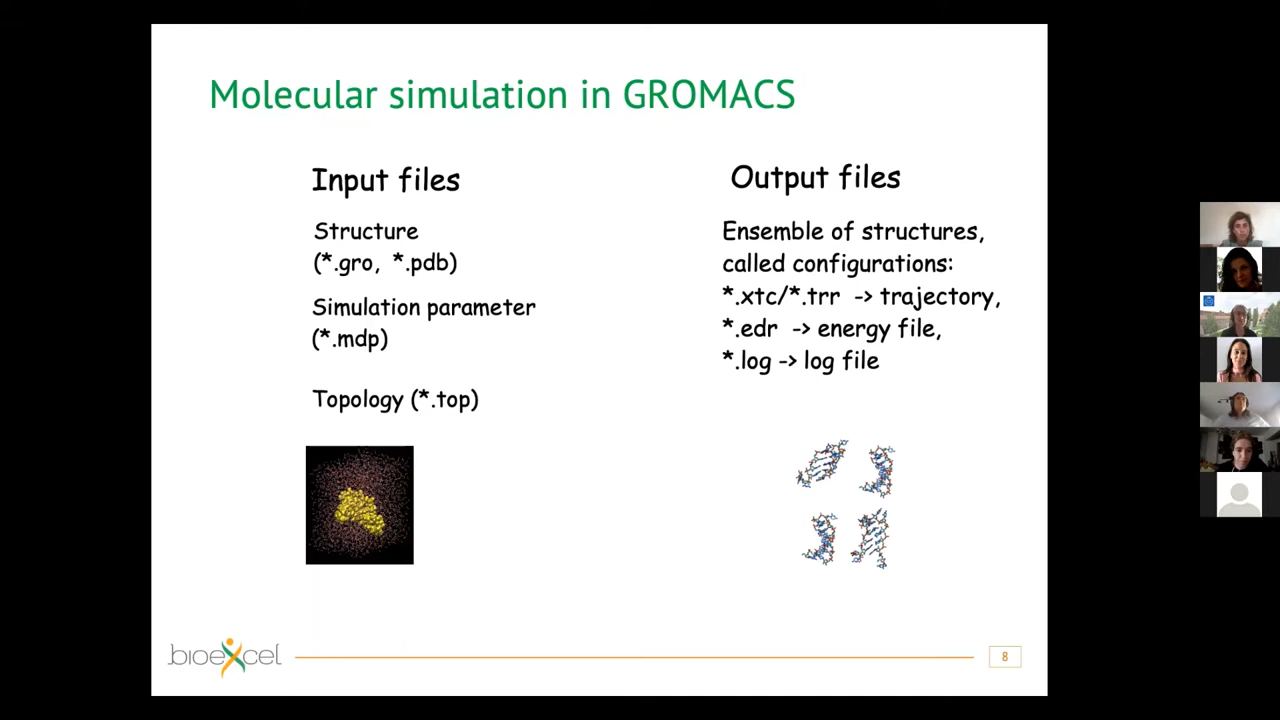 Molecular simulation in GROMACS
Input files
Structure
(*.gro, *.pdb)
Simulation parameter
(*.mdp)
Topology (*.top)
Output files
Ensemble of structures,
called configurations:
*.xtc/*.trr -> trajectory,
*.edr -> energy file,
*.log -> log file
bioexcel
8